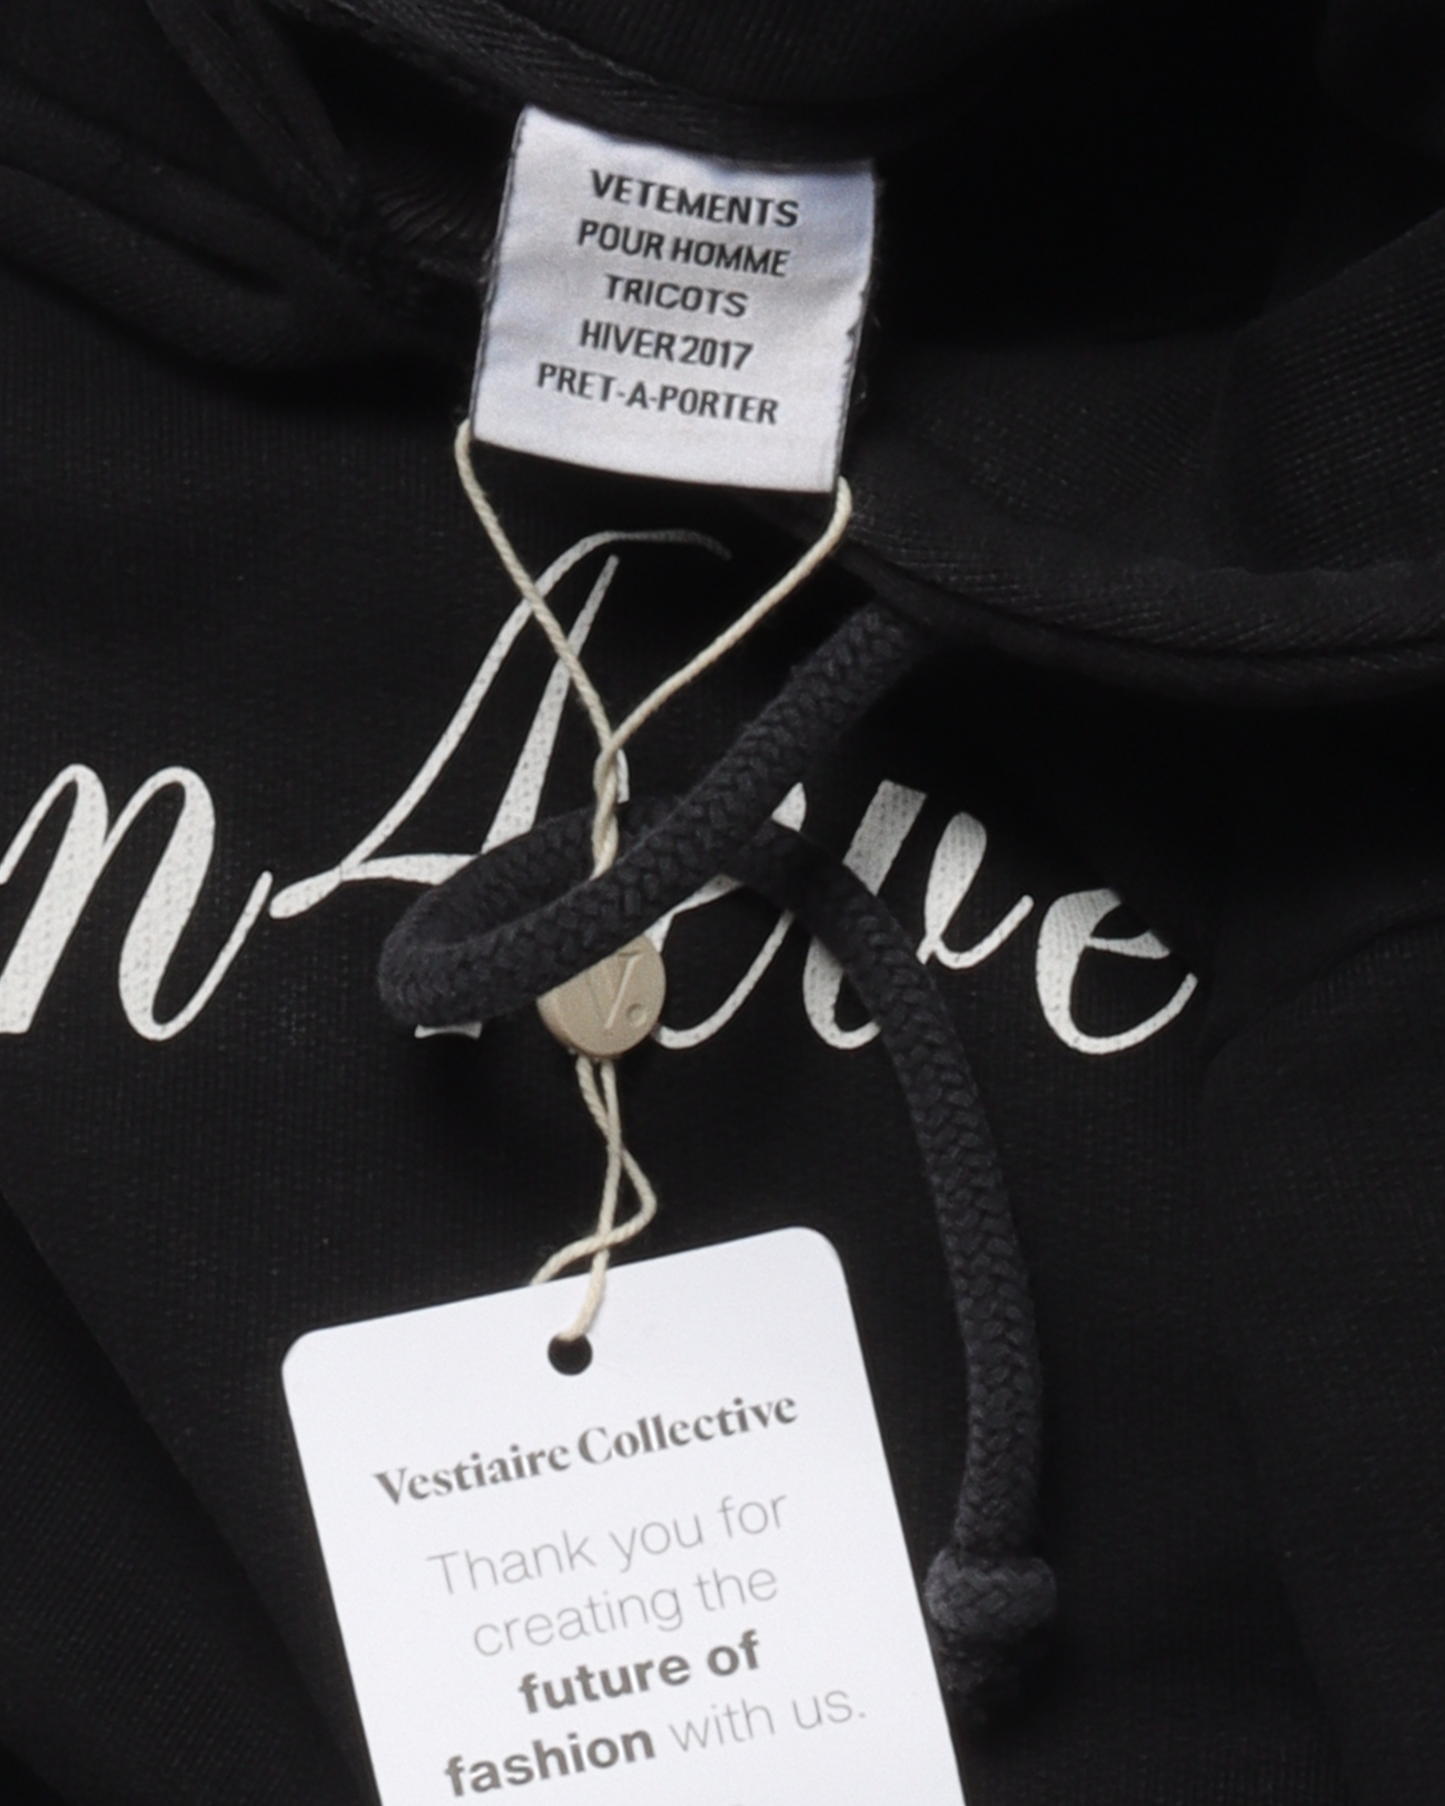 VETEMENTS
POUR HOMME
TRICOTS
HIVER 2017
PRET-A-PORTER
V.
Vestiaire Collective
Thank you for
creating the
future of
fashion with us.